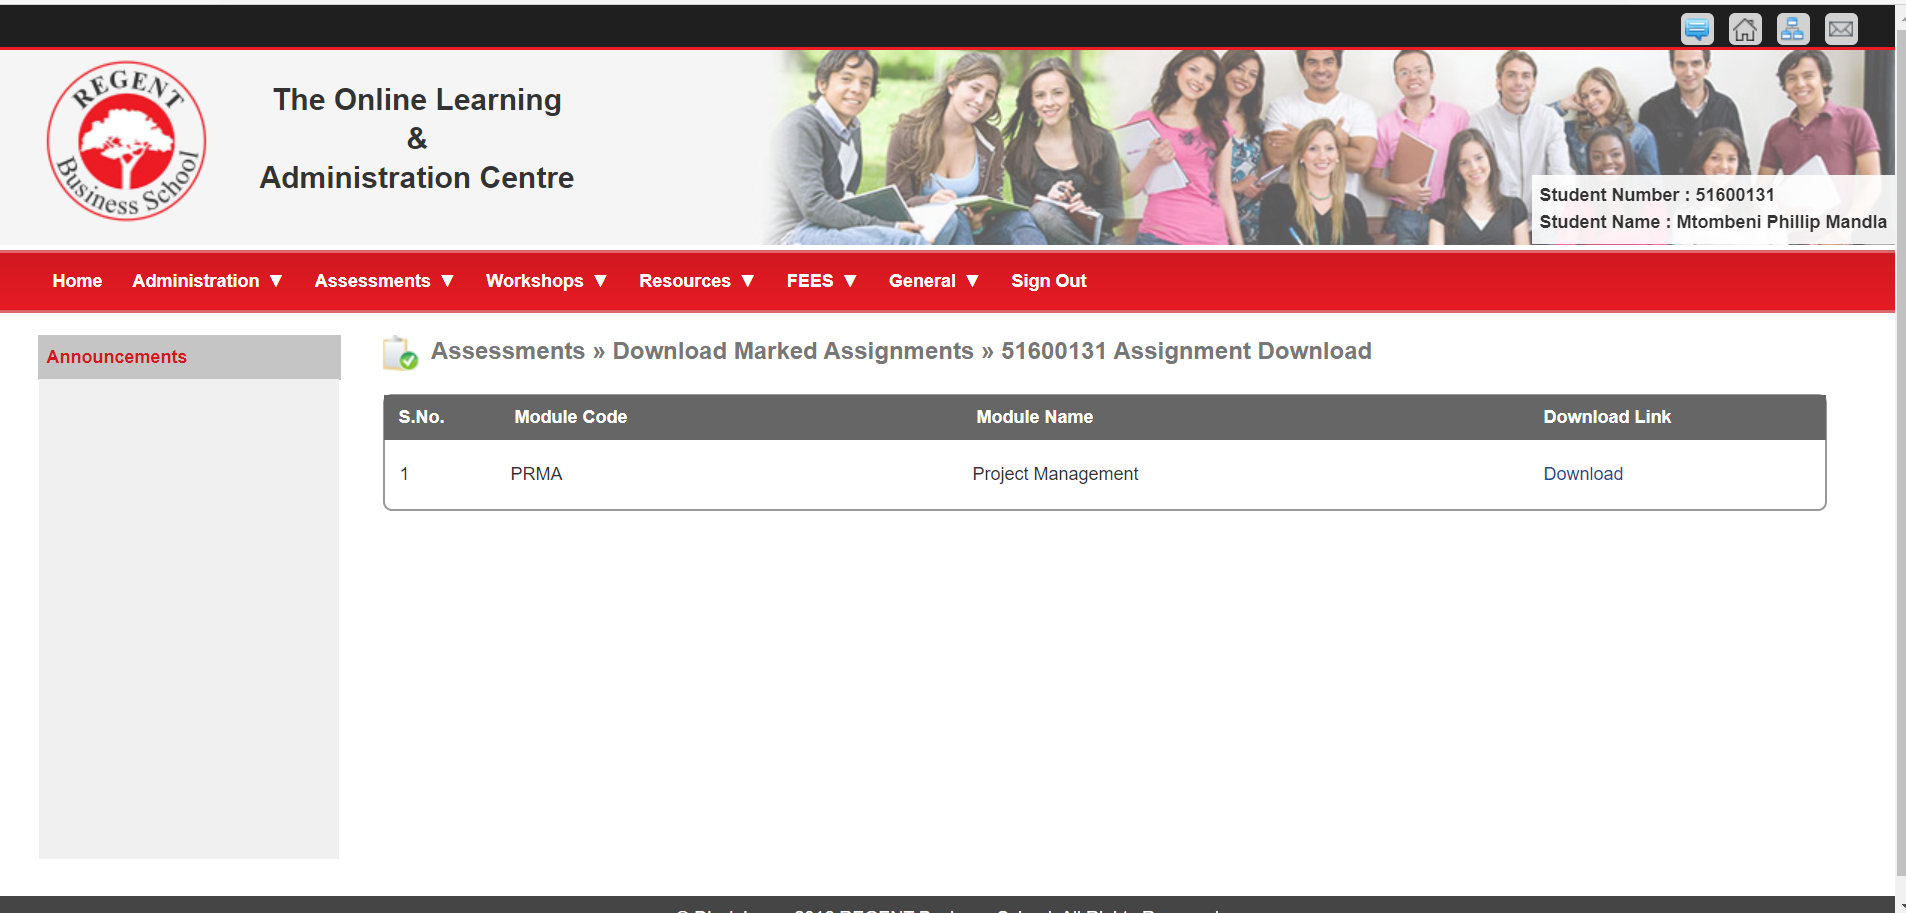 REGENT
Business School
The Online Learning
&
Administration Centre
Student Number : 51600131
Student Name : Mtombeni Phillip Mandla
Home Administration ▼ Assessments ▼ Workshops ▼ Resources ▼ FEES ▼ General ▼ Sign Out
Announcements
Assessments » Download Marked Assignments » 51600131 Assignment Download
S.No. Module Code Module Name Download Link
1 PRMA Project Management Download